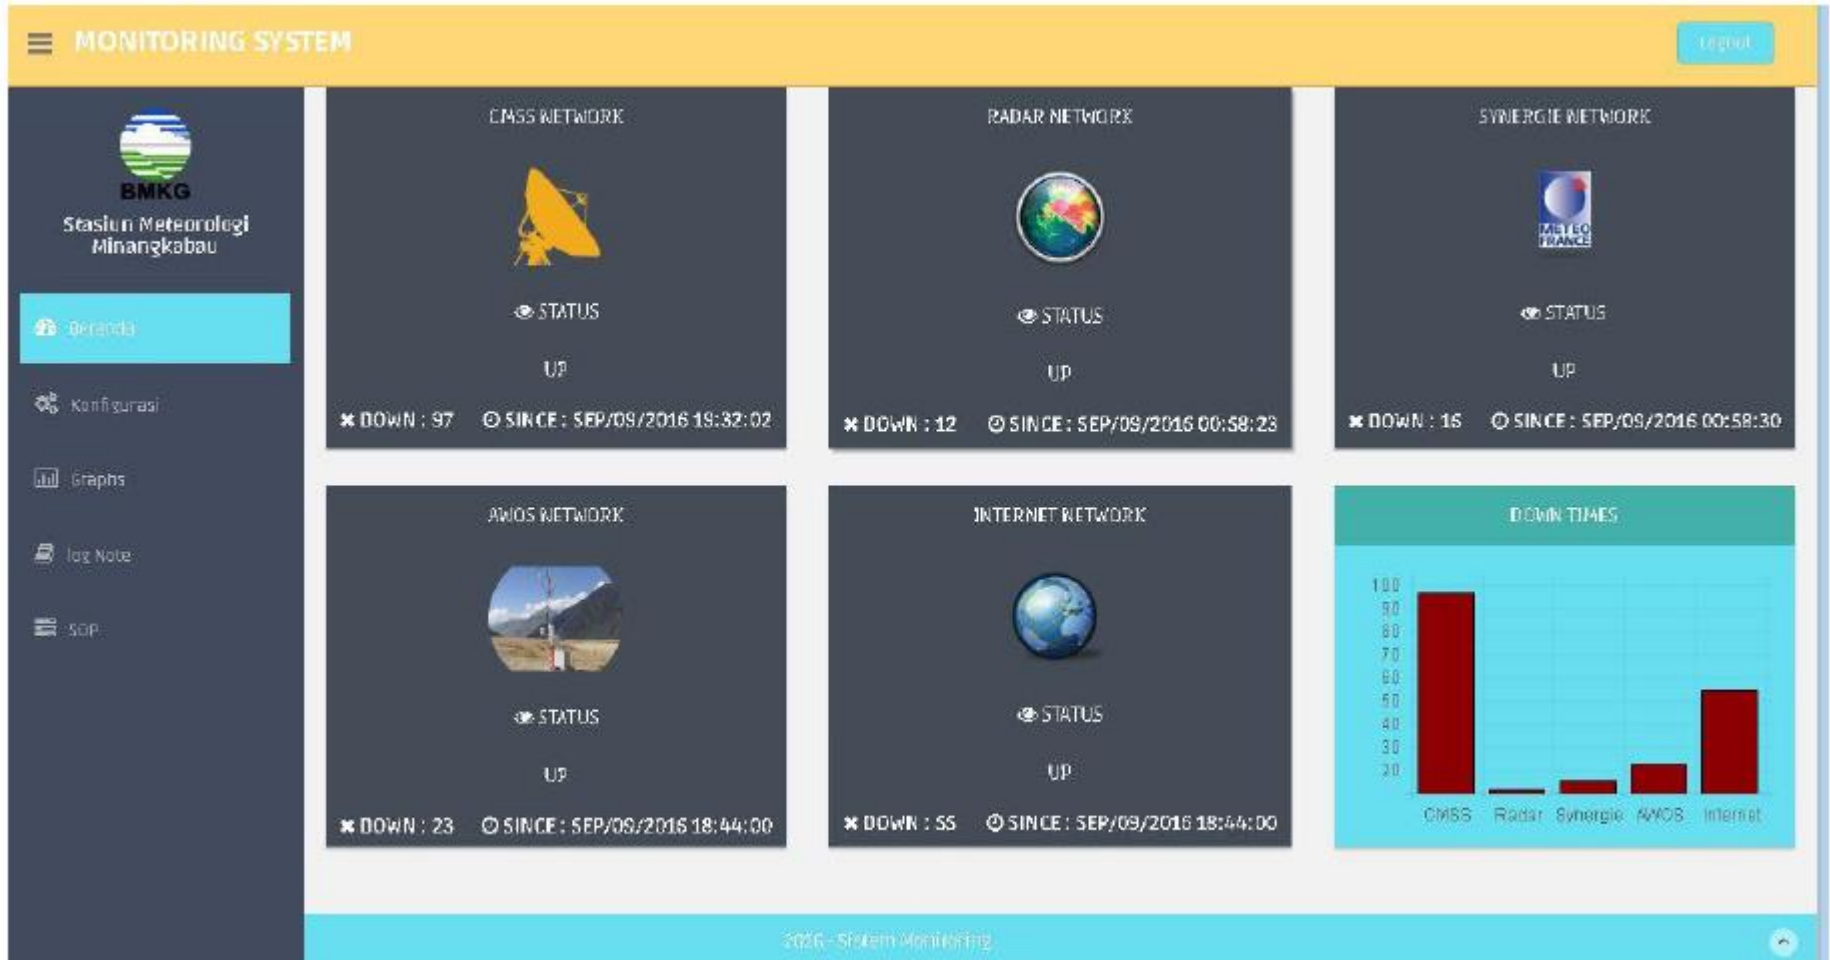 MONITORING SYSTEM
Logout
BMKG
Stasiun Meteorologi
Minangkabau
Beranda
Konfigurasi
Graphs
log Note
SOP
CMSS NETWORK
STATUS
UP
DOWN : 97 SINCE : SEP/09/2016 19:32:02
RADAR NETWORK
STATUS
UP
DOWN : 12 SINCE : SEP/09/2016 00:58:23
SYNERGIE NETWORK
METEO
FRANCE
STATUS
UP
DOWN : 16 SINCE : SEP/09/2016 00:58:30
AWOS NETWORK
STATUS
UP
DOWN : 23 SINCE : SEP/09/2016 18:44:00
INTERNET NETWORK
STATUS
UP
DOWN : 55 SINCE : SEP/09/2016 18:44:00
DOWN TIMES
100
90
80
70
60
50
40
30
20
CMSS Radar Synergie AWOS Internet
2016 - Sistem Monitoring